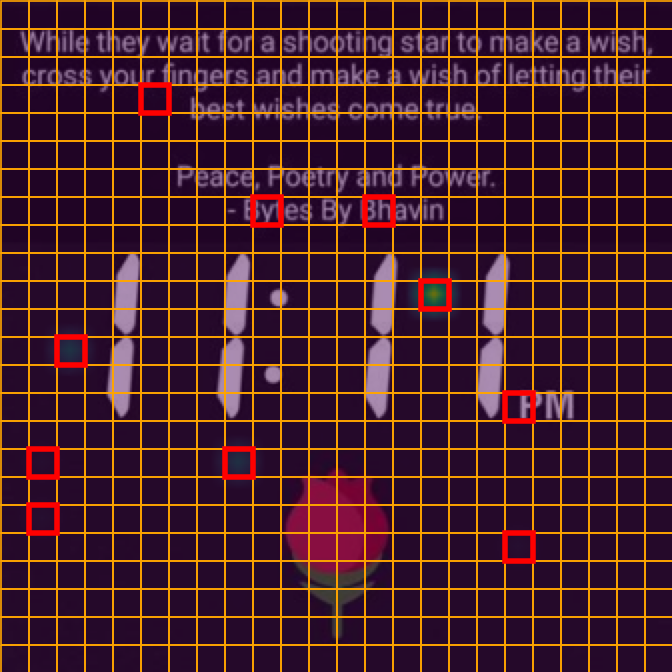 While they wait for a shooting star to make a wish,
cross your fingers and make a wish of letting their
best wishes come true.
Peace, Poetry and Power.
- Bytes By Bhavin
11:11 PM